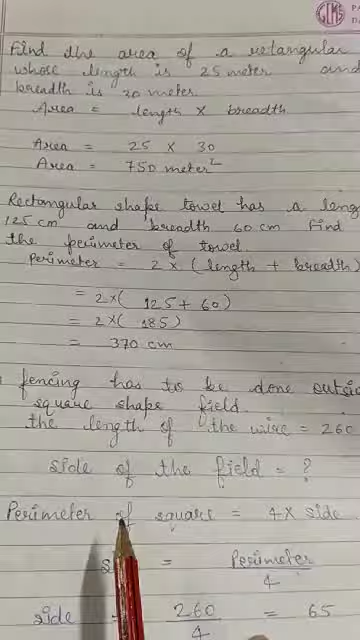 GCMS
PA
Da
Find the area of a rectangular
whose length is 25 meter and
breadth is 30 meter
Area = length × breadth
Area = 25 × 30
Area = 750 meter²
Rectangular shape towel has a leng
125 cm and breadth 60 cm Find
the perimeter of towel
Perimeter = 2 × (length + breadth)
= 2×( 125 + 60)
= 2×( 185)
= 370 cm
fencing has to be done outsid
square shape field.
the length of the wire = 260
side of the field = ?
Perimeter of square = 4× side
= Perimeter/4
side = 260/4 = 65